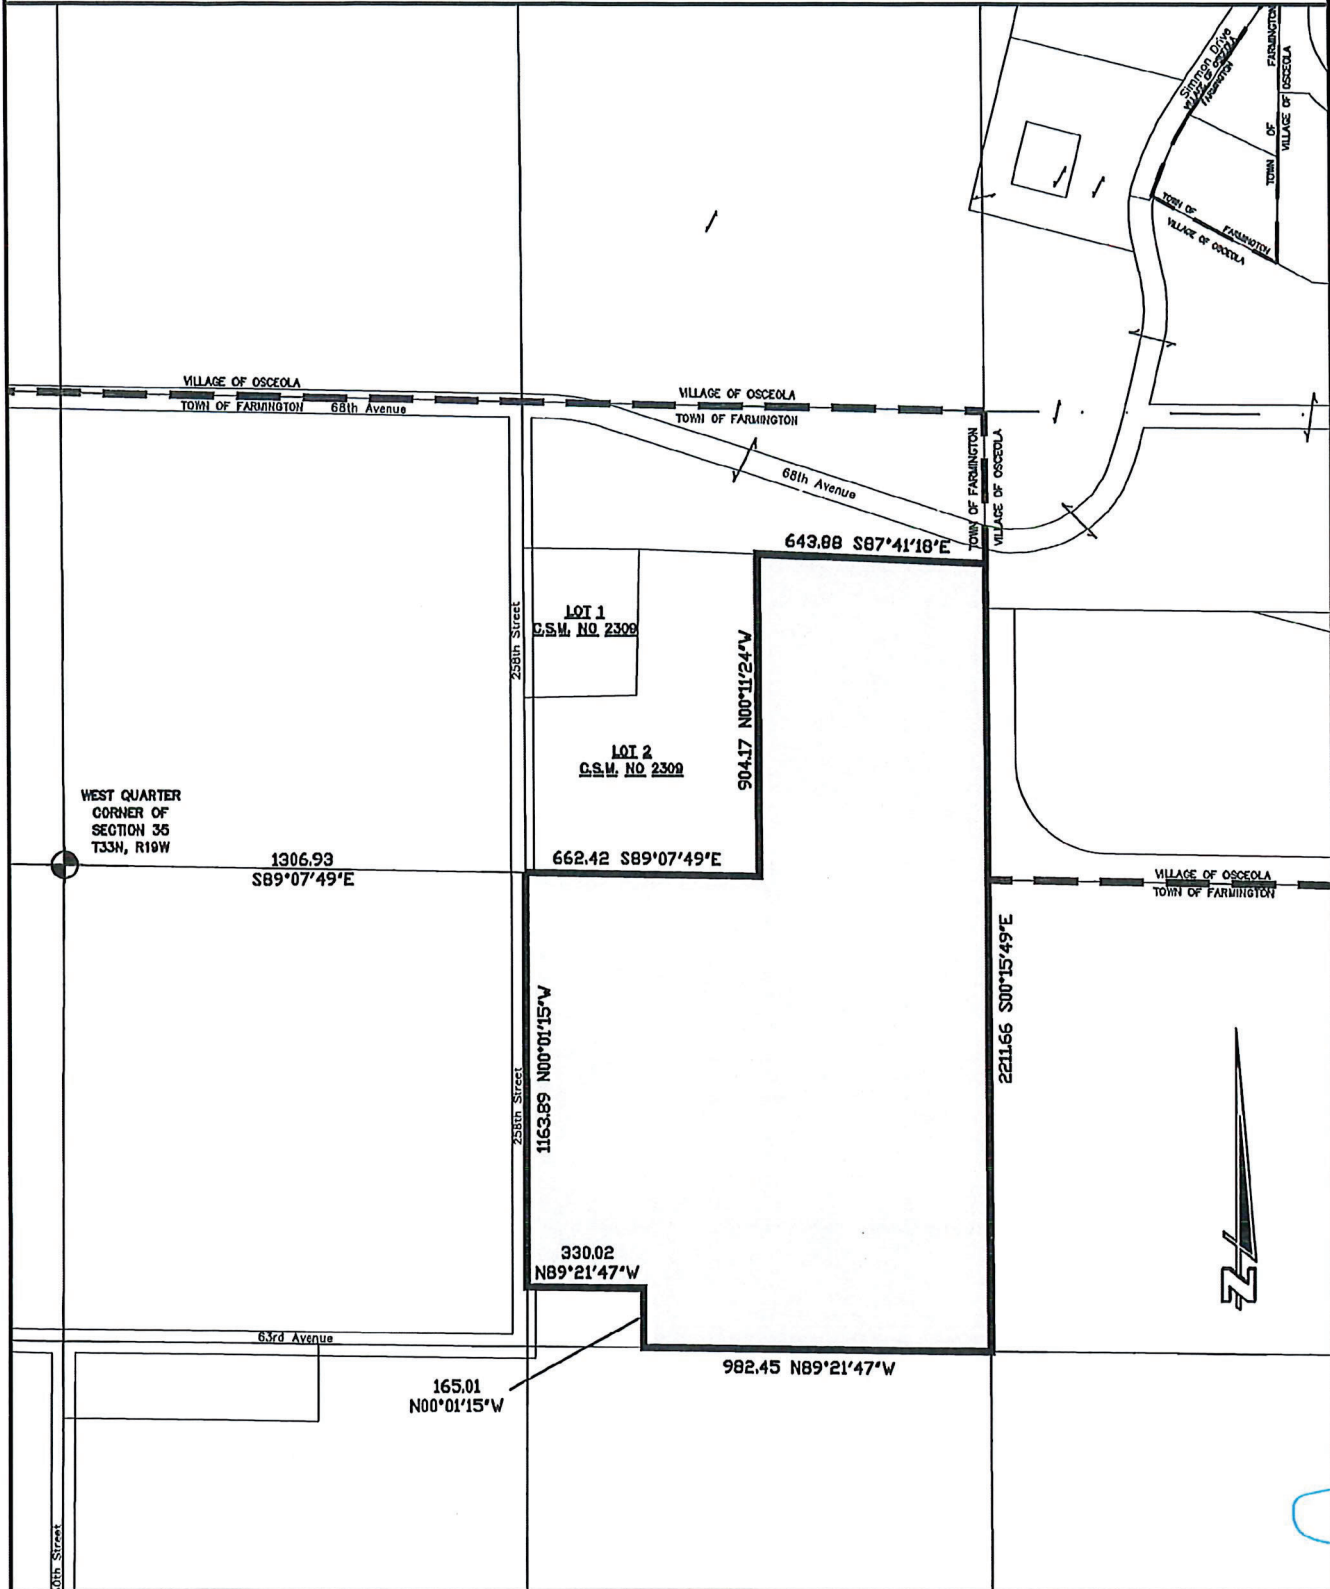 Simmon Drive
VILLAGE OF OSCEOLA
FARMINGTON
TOWN OF FARMINGTON
VILLAGE OF OSCEOLA
TOWN OF FARMINGTON
VILLAGE OF OSCEOLA
VILLAGE OF OSCEOLA
TOWN OF FARMINGTON 68th Avenue
VILLAGE OF OSCEOLA
TOWN OF FARMINGTON
68th Avenue
TOWN OF FARMINGTON
VILLAGE OF OSCEOLA
643.88 S87°41'18"E
258th Street
LOT 1
C.S.M. NO 2309
904.17 N00°11'24"W
LOT 2
C.S.M. NO 2309
WEST QUARTER
CORNER OF
SECTION 35
T33N, R19W
1306.93
S89°07'49"E
662.42 S89°07'49"E
VILLAGE OF OSCEOLA
TOWN OF FARMINGTON
2211.66 S00°15'49"E
1163.89 N00°01'15"W
258th Street
330.02
N89°21'47"W
N
63rd Avenue
982.45 N89°21'47"W
165.01
N00°01'15"W
0th Street